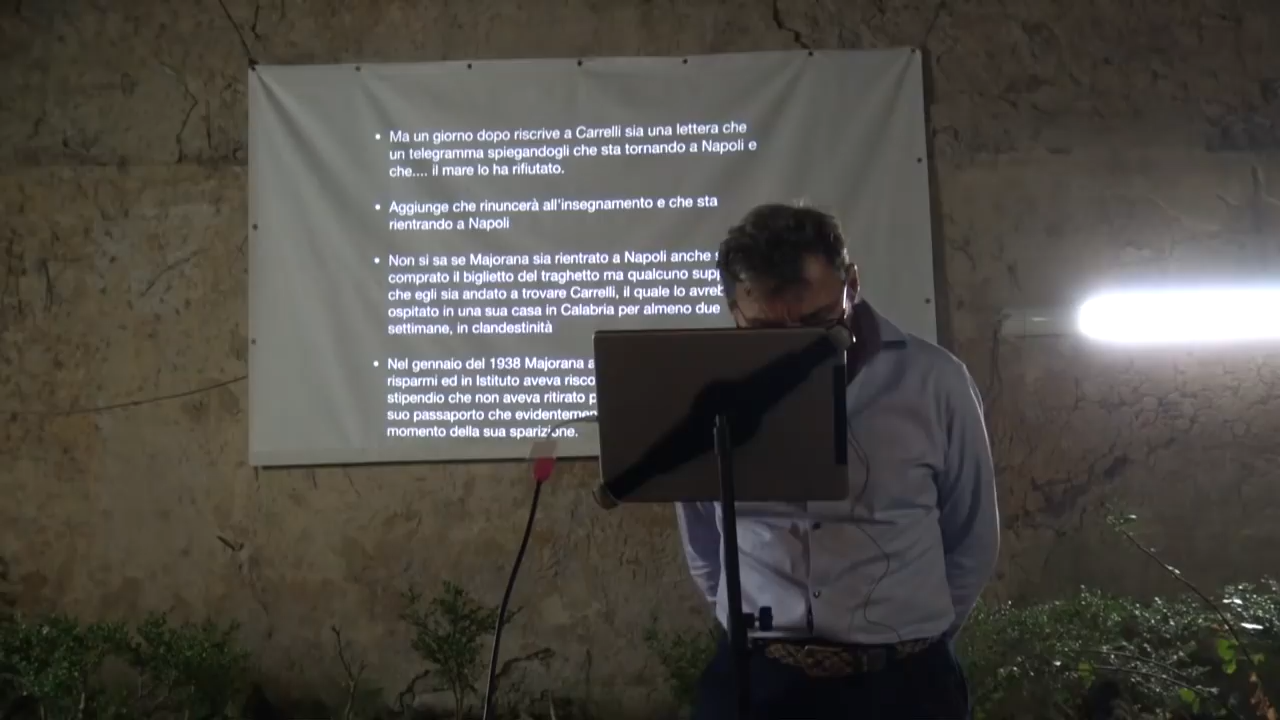 • Ma un giorno dopo riscrive a Carrelli sia una lettera che
un telegramma spiegandogli che sta tornando a Napoli e
che.... il mare lo ha rifiutato.
• Aggiunge che rinuncerà all'insegnamento e che sta
rientrando a Napoli
• Non si sa se Majorana sia rientrato a Napoli anche
comprato il biglietto del traghetto ma qualcuno
che egli sia andato a trovare Carrelli, il quale lo
ospitato in una sua casa in Calabria per almeno due
settimane, in clandestinità
• Nel gennaio del 1938 Majorana
risparmi ed in Istituto aveva
stipendio che non aveva ritirato
suo passaporto che
momento della sua sparizione.